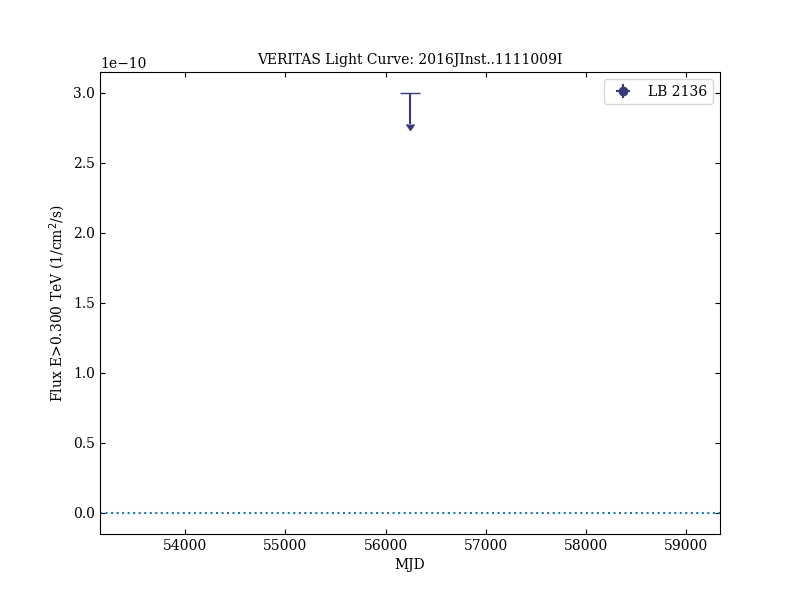 VERITAS Light Curve: 2016JInst..1111009I
1e−10
LB 2136
3.0
2.5
2.0
1.5
1.0
0.5
0.0
Flux E>0.300 TeV (1/cm²/s)
54000 55000 56000 57000 58000 59000
MJD